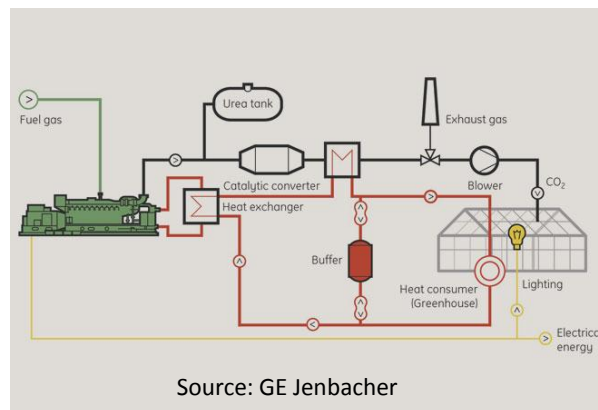 Urea tank
Fuel gas
Exhaust gas
CO2
Catalytic converter
Blower
Heat exchanger
Buffer
Heat consumer
(Greenhouse)
Lighting
Electrical
energy
Source: GE Jenbacher